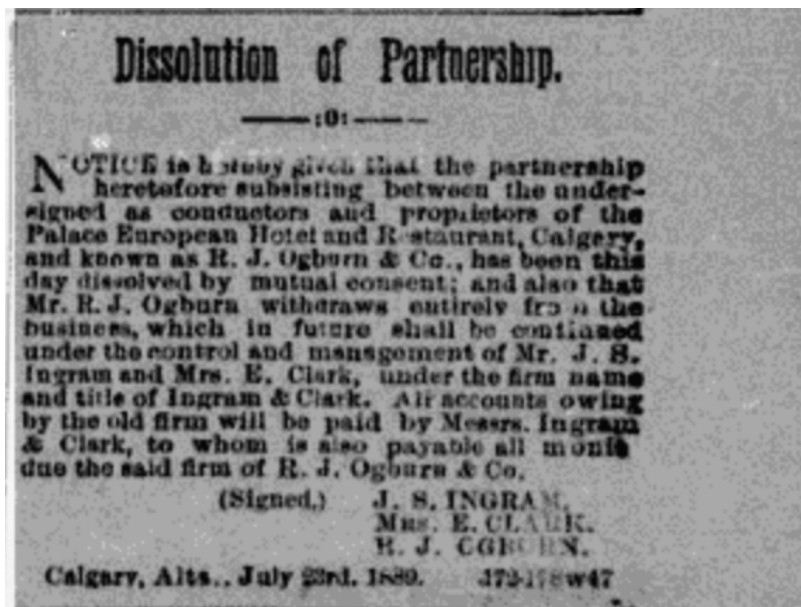 Dissolution of Partnership.
:0:
NOTICE is hereby given that the partnership
heretofore subsisting between the under-
signed as conductors and proprietors of the
Palace European Hotel and Restaurant, Calgary,
and known as R. J. Ogburn & Co., has been this
day dissolved by mutual consent; and also that
Mr. R. J. Ogburn withdraws entirely from the
business, which in future shall be continued
under the control and management of Mr. J. S.
Ingram and Mrs. E. Clark, under the firm name
and title of Ingram & Clark. All accounts owing
by the old firm will be paid by Messrs. Ingram
& Clark, to whom is also payable all monie
due the said firm of R. J. Ogburn & Co.
(Signed.) J. S. INGRAM,
MRS. E. CLARK.
R. J. OGBURN.
Calgary, Alta., July 23rd, 1889. 172-178w47